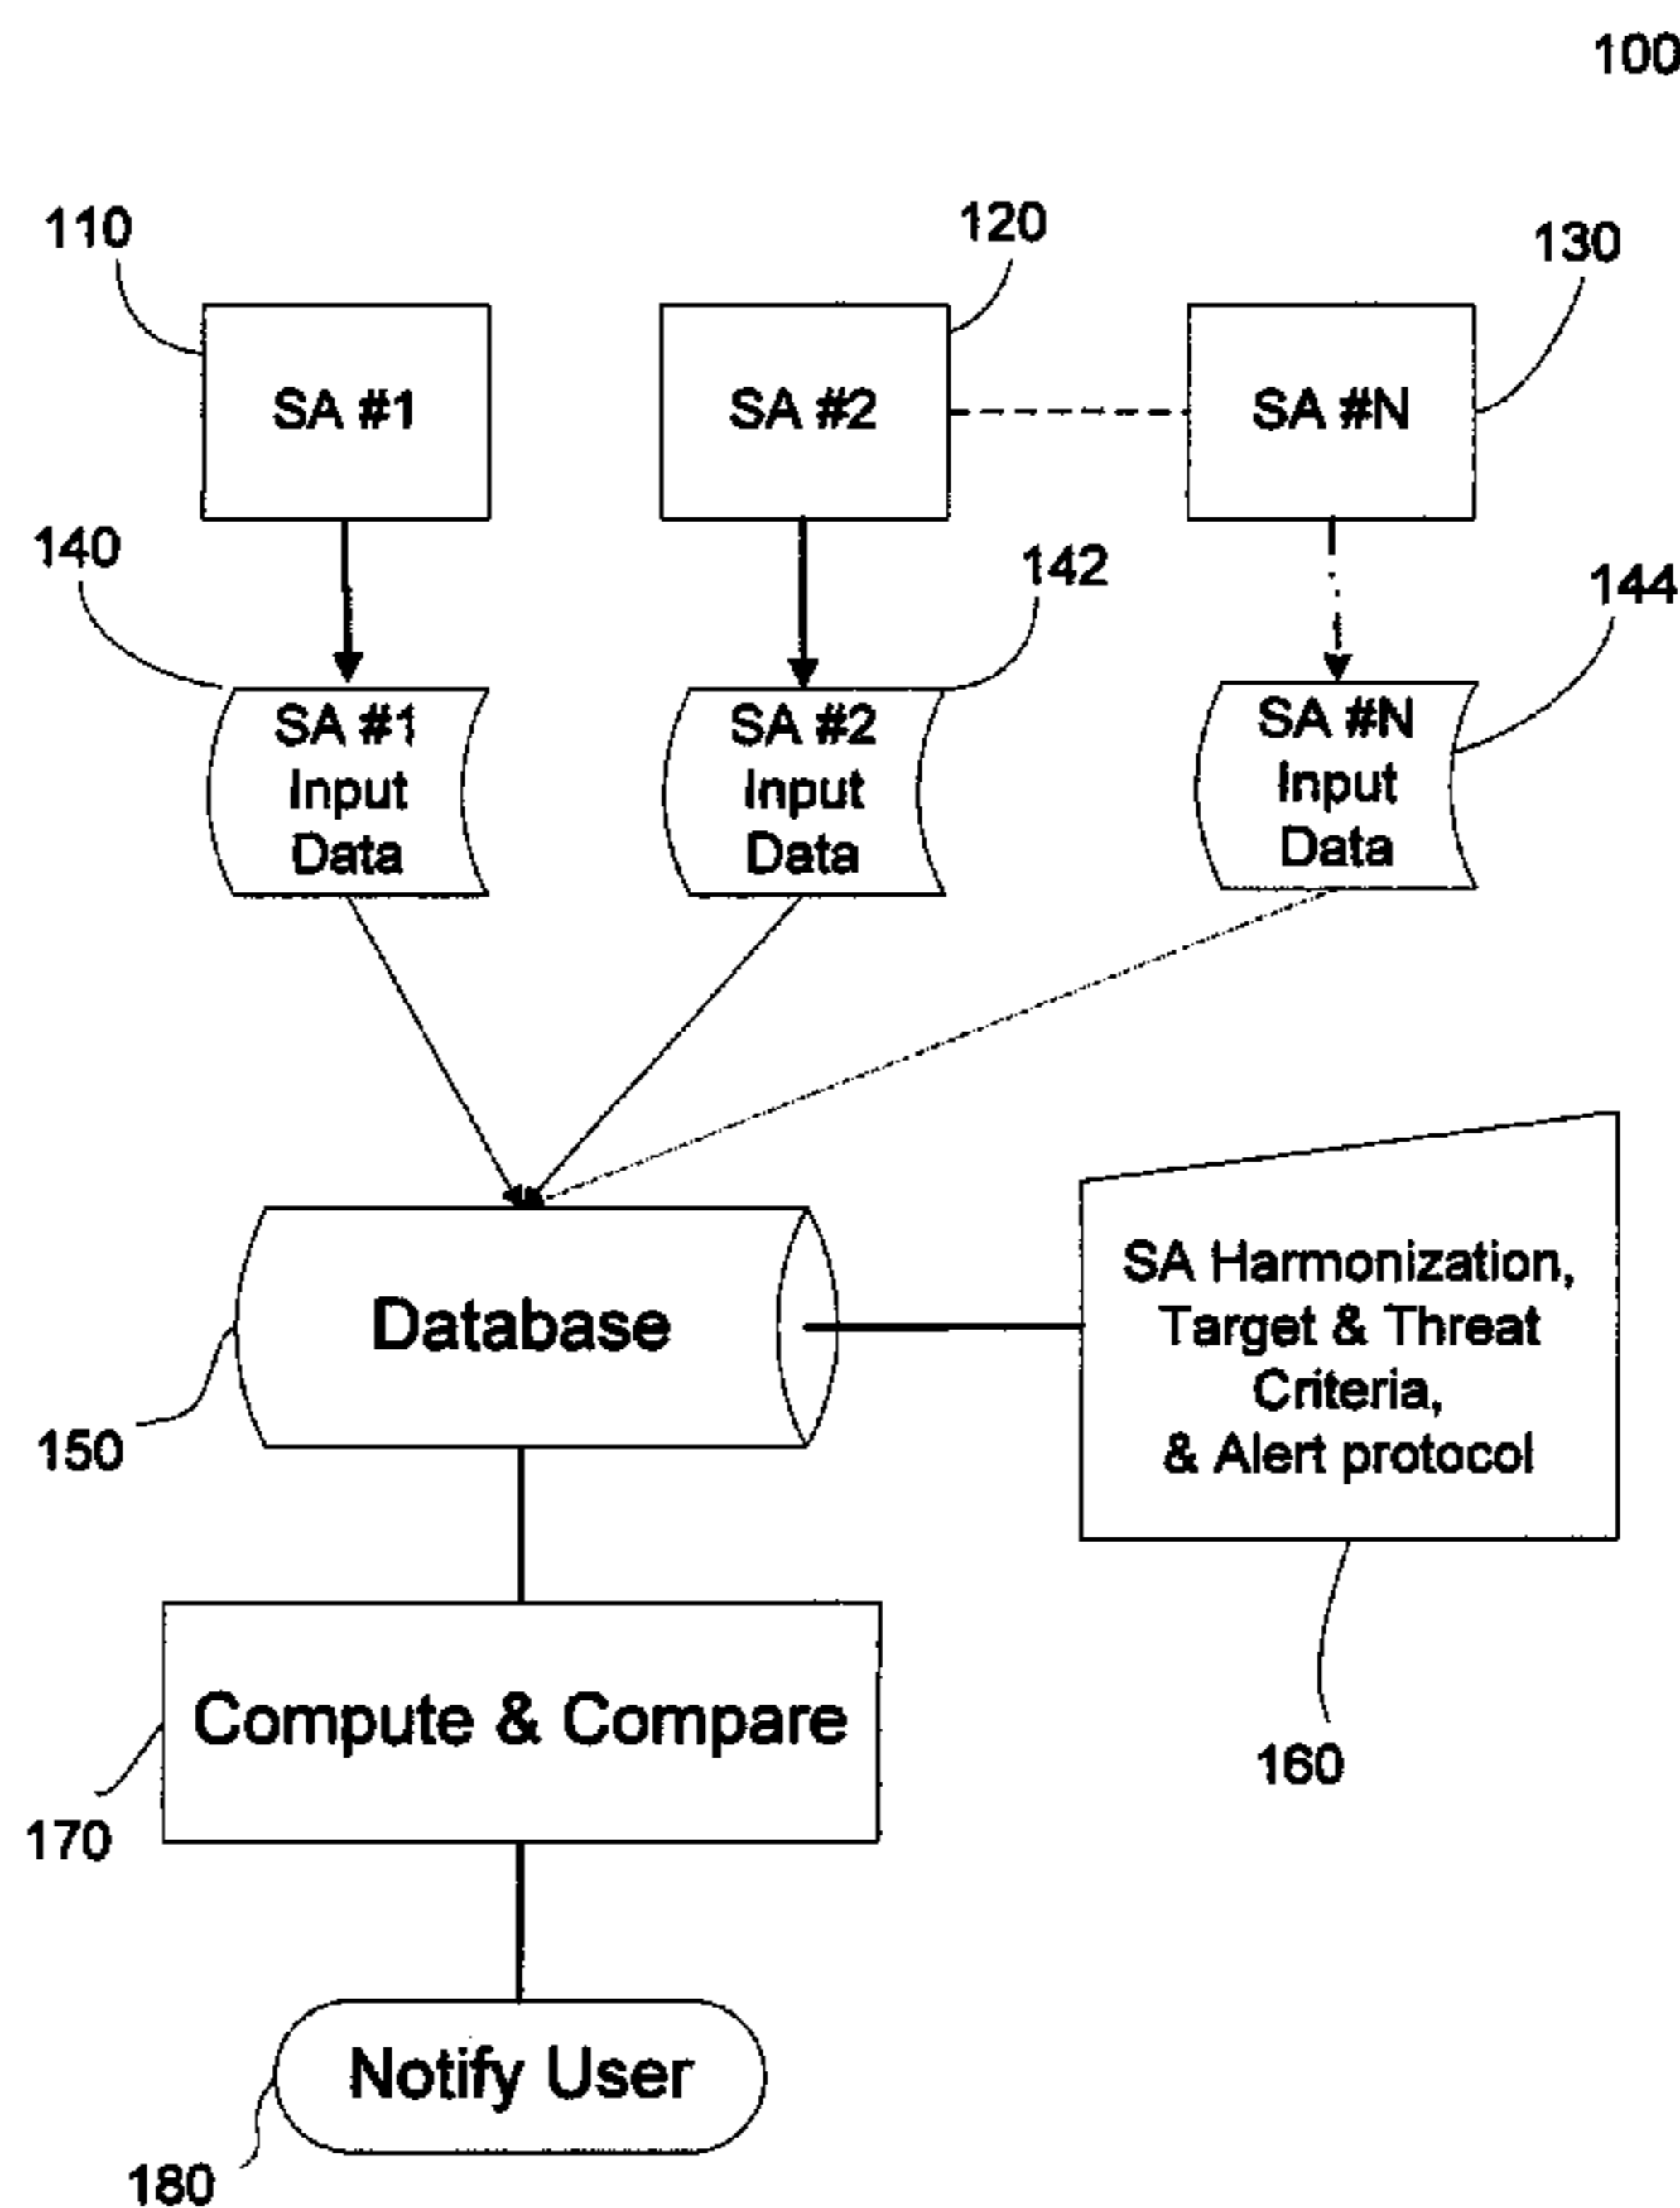 100
110
120
130
SA #1
SA #2
SA #N
140
142
144
SA #1
Input
Data
SA #2
Input
Data
SA #N
Input
Data
SA Harmonization,
Target & Threat
Criteria,
& Alert protocol
Database
150
160
Compute & Compare
170
Notify User
180